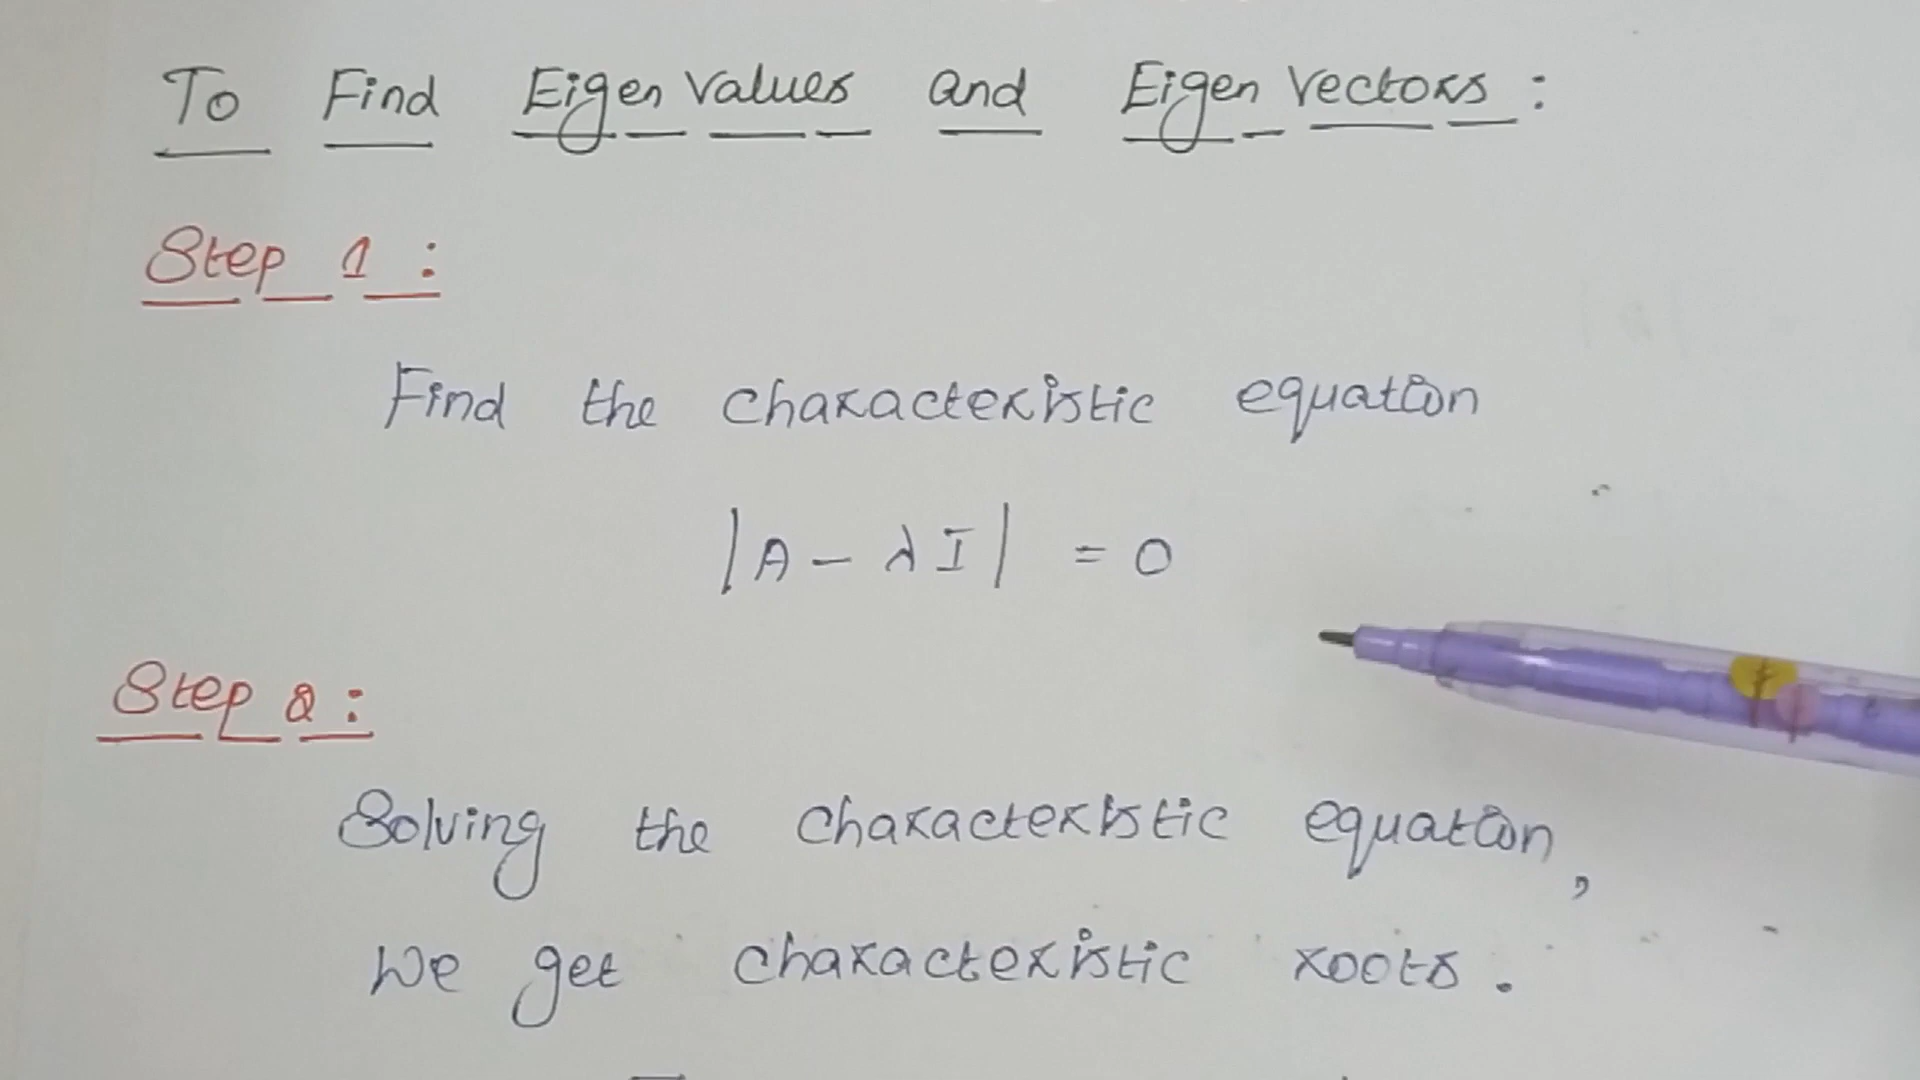 To Find Eigen Values and Eigen Vectors :
Step 1 :
Find the characteristic equation
|A - λI| = 0
Step 2 :
Solving the characteristic equation,
We get characteristic roots.